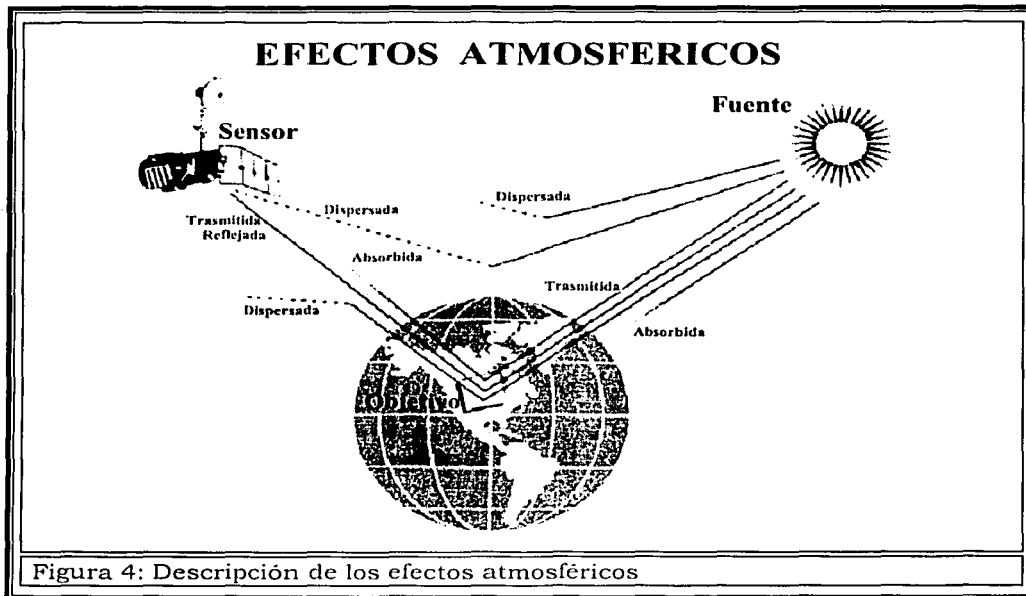 EFECTOS ATMOSFERICOS
Fuente
Sensor
Dispersada
Dispersada
Trasmitida
Reflejada
Absorbida
Trasmitida
Dispersada
Absorbida
Objetivo
Figura 4: Descripción de los efectos atmosféricos